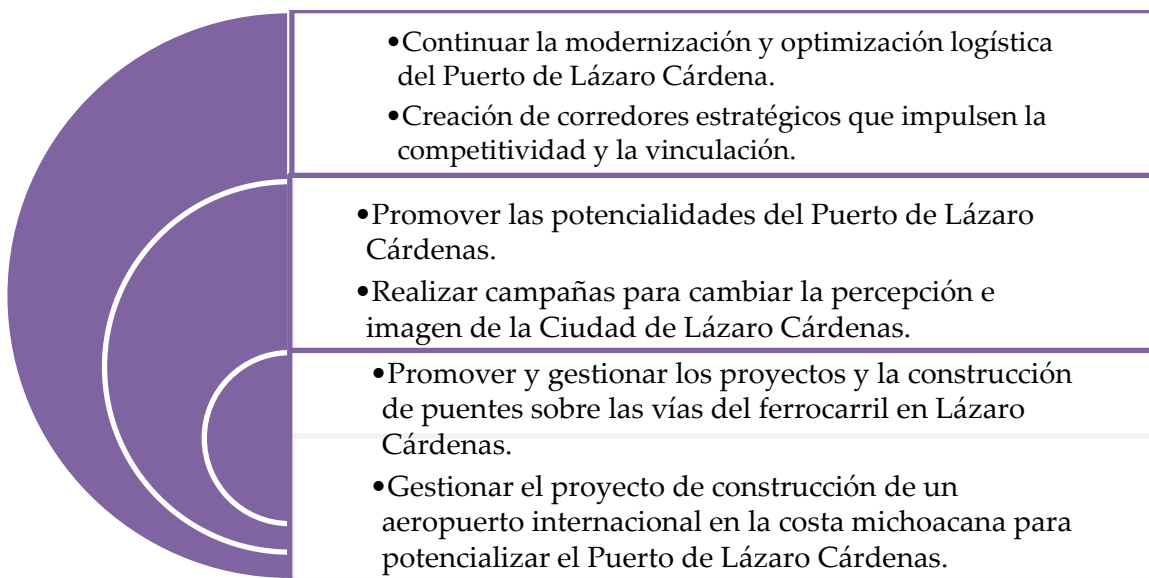 •Continuar la modernización y optimización logística
del Puerto de Lázaro Cárdena.
•Creación de corredores estratégicos que impulsen la
competitividad y la vinculación.
•Promover las potencialidades del Puerto de Lázaro
Cárdenas.
•Realizar campañas para cambiar la percepción e
imagen de la Ciudad de Lázaro Cárdenas.
•Promover y gestionar los proyectos y la construcción
de puentes sobre las vías del ferrocarril en Lázaro
Cárdenas.
•Gestionar el proyecto de construcción de un
aeropuerto internacional en la costa michoacana para
potencializar el Puerto de Lázaro Cárdenas.